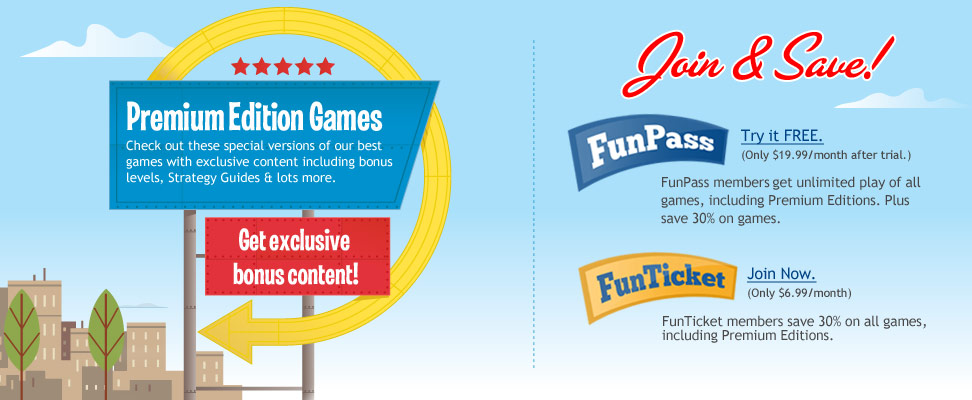 Premium Edition Games
Check out these special versions of our best
games with exclusive content including bonus
levels, Strategy Guides & lots more.
Get exclusive
bonus content!
Join & Save!
FunPass
Try it FREE.
(Only $19.99/month after trial.)
FunPass members get unlimited play of all
games, including Premium Editions. Plus
save 30% on games.
FunTicket
Join Now.
(Only $6.99/month)
FunTicket members save 30% on all games,
including Premium Editions.